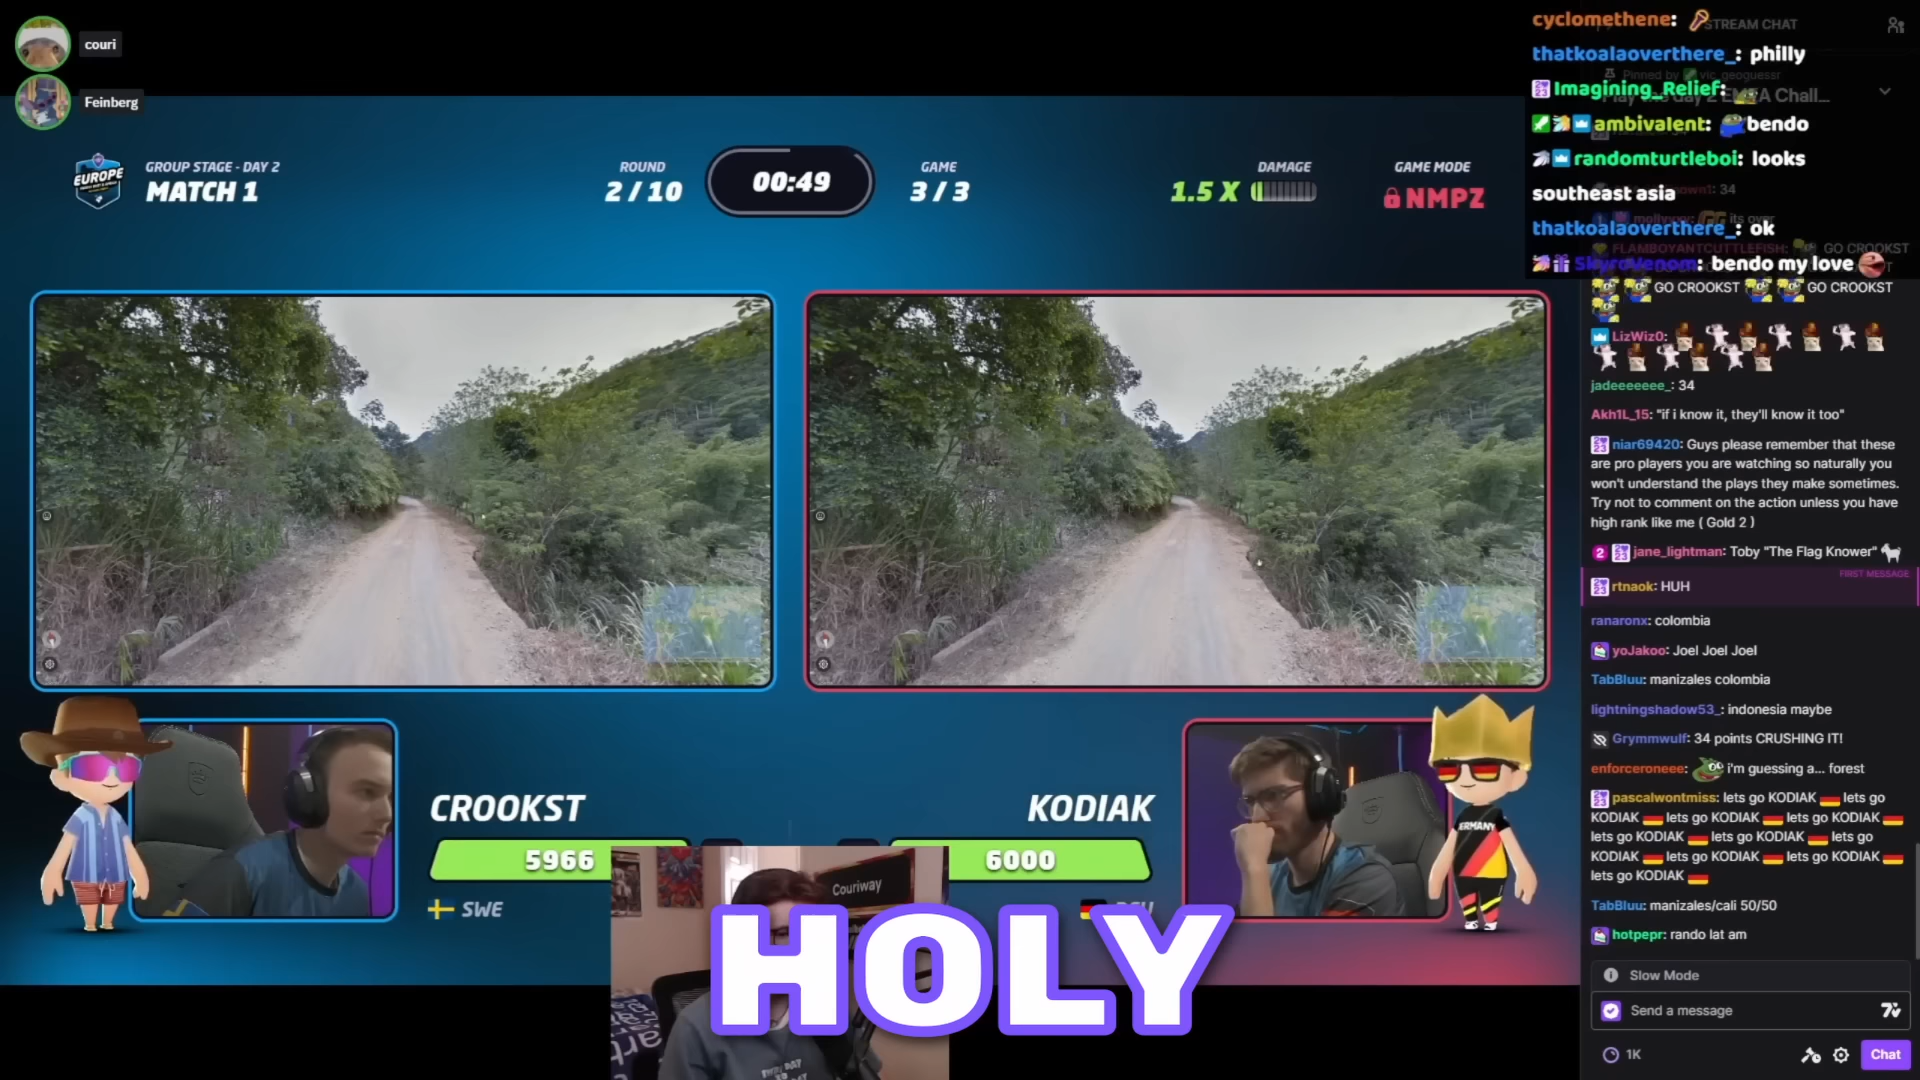 couri
Feinberg
EUROPE
GROUP STAGE - DAY 2
MATCH 1
ROUND
2 / 10
00:49
GAME
3 / 3
DAMAGE
1.5 X
GAME MODE
NMPZ
CROOKST
5966
SWE
KODIAK
6000
GERMANY
Couriway
HOLY
cyclomethene:
STREAM CHAT
thatkoalaoverthere_: philly
Pinned by vic_geoguessr
Imagining_Relief:
ambivalent: bendo
randomturtleboi: looks
southeast asia
thatkoalaoverthere_: ok
FLAMBOYANTCUTTLEFISH: GO CROOKST
SkyroVenom: bendo my love
GO CROOKST GO CROOKST
LizWiz0:
jadeeeeeee_: 34
Akh1L_15: "if i know it, they'll know it too"
niar69420: Guys please remember that these
are pro players you are watching so naturally you
won't understand the plays they make sometimes.
Try not to comment on the action unless you have
high rank like me ( Gold 2 )
jane_lightman: Toby "The Flag Knower"
FIRST MESSAGE
rtnaok: HUH
ranaronx: colombia
yoJakoo: Joel Joel Joel
TabBluu: manizales colombia
lightningshadow53_: indonesia maybe
Grymmwulf: 34 points CRUSHING IT!
enforceroneee: i'm guessing a... forest
pascalwontmiss: lets go KODIAK lets go
KODIAK lets go KODIAK lets go KODIAK
lets go KODIAK lets go KODIAK lets go
KODIAK lets go KODIAK lets go KODIAK
lets go KODIAK
TabBluu: manizales/cali 50/50
hotpepr: rando lat am
Slow Mode
Send a message
1K
Chat